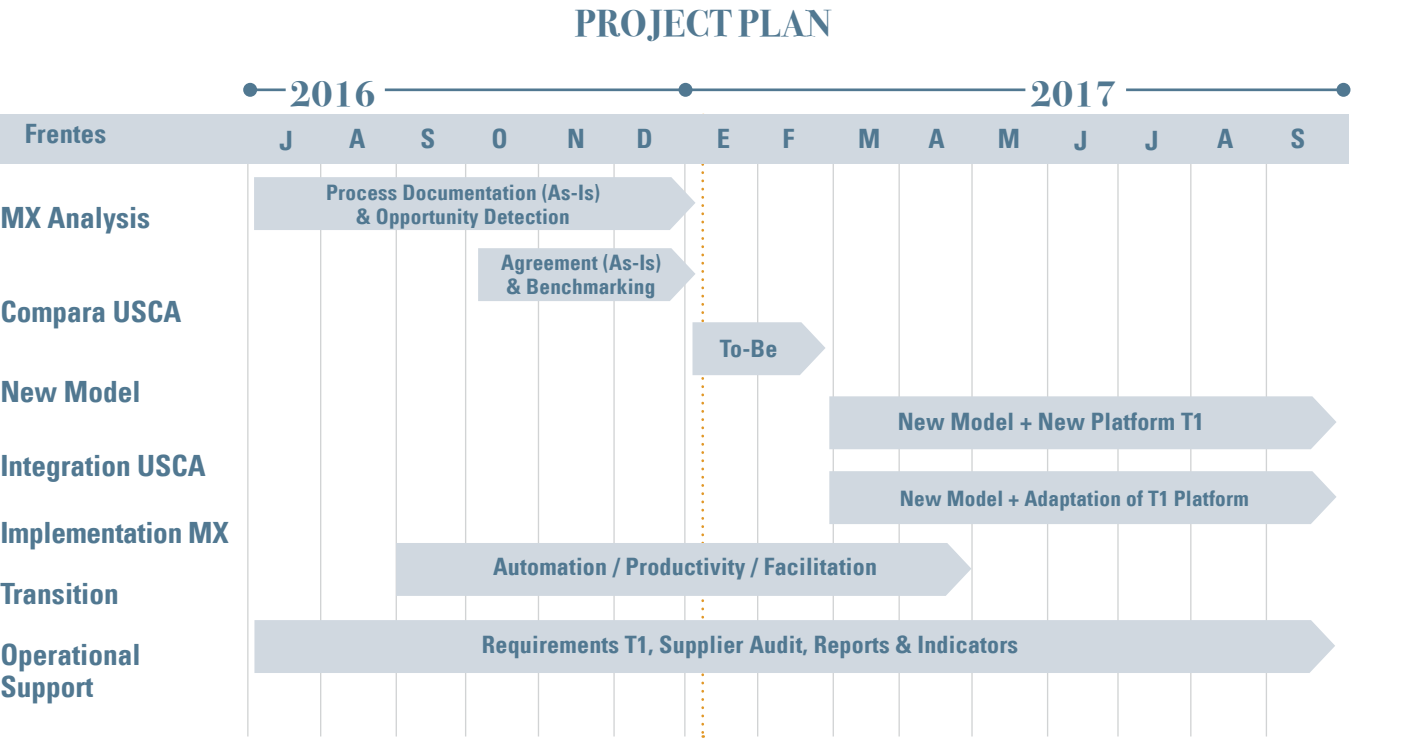 PROJECT PLAN
2016 2017
Frentes J A S O N D E F M A M J J A S
Process Documentation (As-Is)
& Opportunity Detection
MX Analysis
Agreement (As-Is)
& Benchmarking
Compara USCA
To-Be
New Model
New Model + New Platform T1
Integration USCA
New Model + Adaptation of T1 Platform
Implementation MX
Automation / Productivity / Facilitation
Transition
Requirements T1, Supplier Audit, Reports & Indicators
Operational
Support